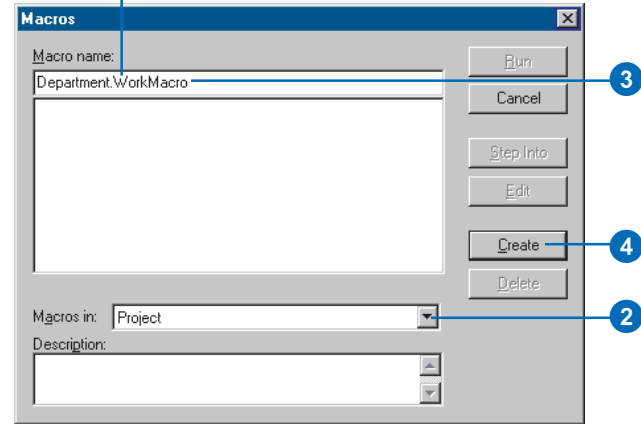 Macros
Macro name:
Run
Department.WorkMacro
3
Cancel
Step Into
Edit
Create
4
Delete
Macros in:
Project
2
Description: